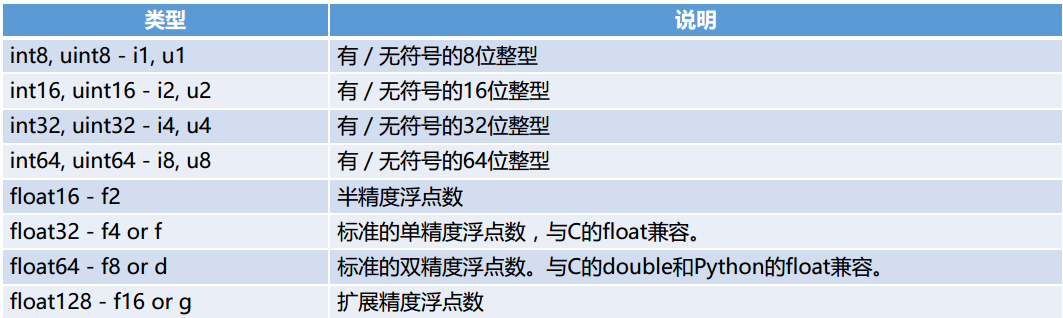 类型 说明
int8, uint8 - i1, u1 有 / 无符号的8位整型
int16, uint16 - i2, u2 有 / 无符号的16位整型
int32, uint32 - i4, u4 有 / 无符号的32位整型
int64, uint64 - i8, u8 有 / 无符号的64位整型
float16 - f2 半精度浮点数
float32 - f4 or f 标准的单精度浮点数，与C的float兼容。
float64 - f8 or d 标准的双精度浮点数。与C的double和Python的float兼容。
float128 - f16 or g 扩展精度浮点数